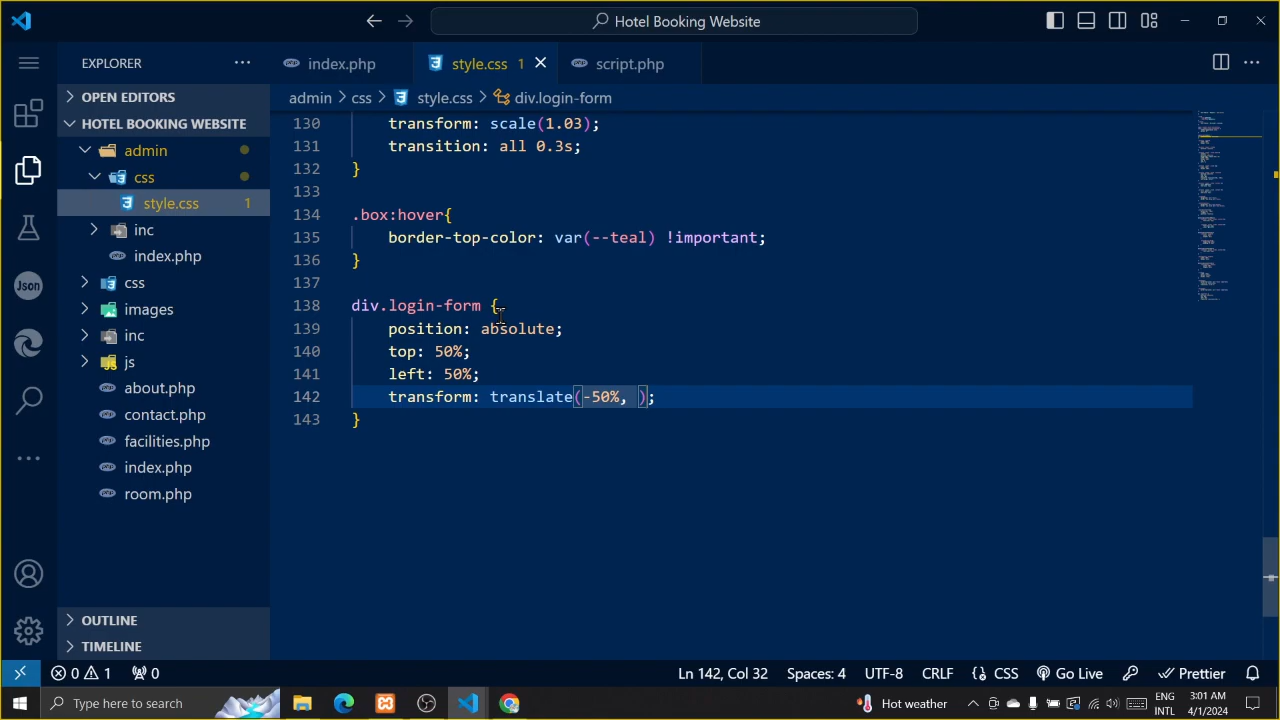 Hotel Booking Website
EXPLORER
index.php
style.css 1
script.php
OPEN EDITORS
admin > css > style.css > div.login-form
HOTEL BOOKING WEBSITE
admin
css
style.css 1
inc
index.php
css
images
inc
js
about.php
contact.php
facilities.php
index.php
room.php
OUTLINE
TIMELINE
Json
130 transform: scale(1.03);
131 transition: all 0.3s;
132 }
133
134 .box:hover{
135 border-top-color: var(--teal) !important;
136 }
137
138 div.login-form {
139 position: absolute;
140 top: 50%;
141 left: 50%;
142 transform: translate(-50%, );
143 }
0 1 0 Ln 142, Col 32 Spaces: 4 UTF-8 CRLF CSS Go Live Prettier
Type here to search Hot weather ENG INTL 3:01 AM 4/1/2024